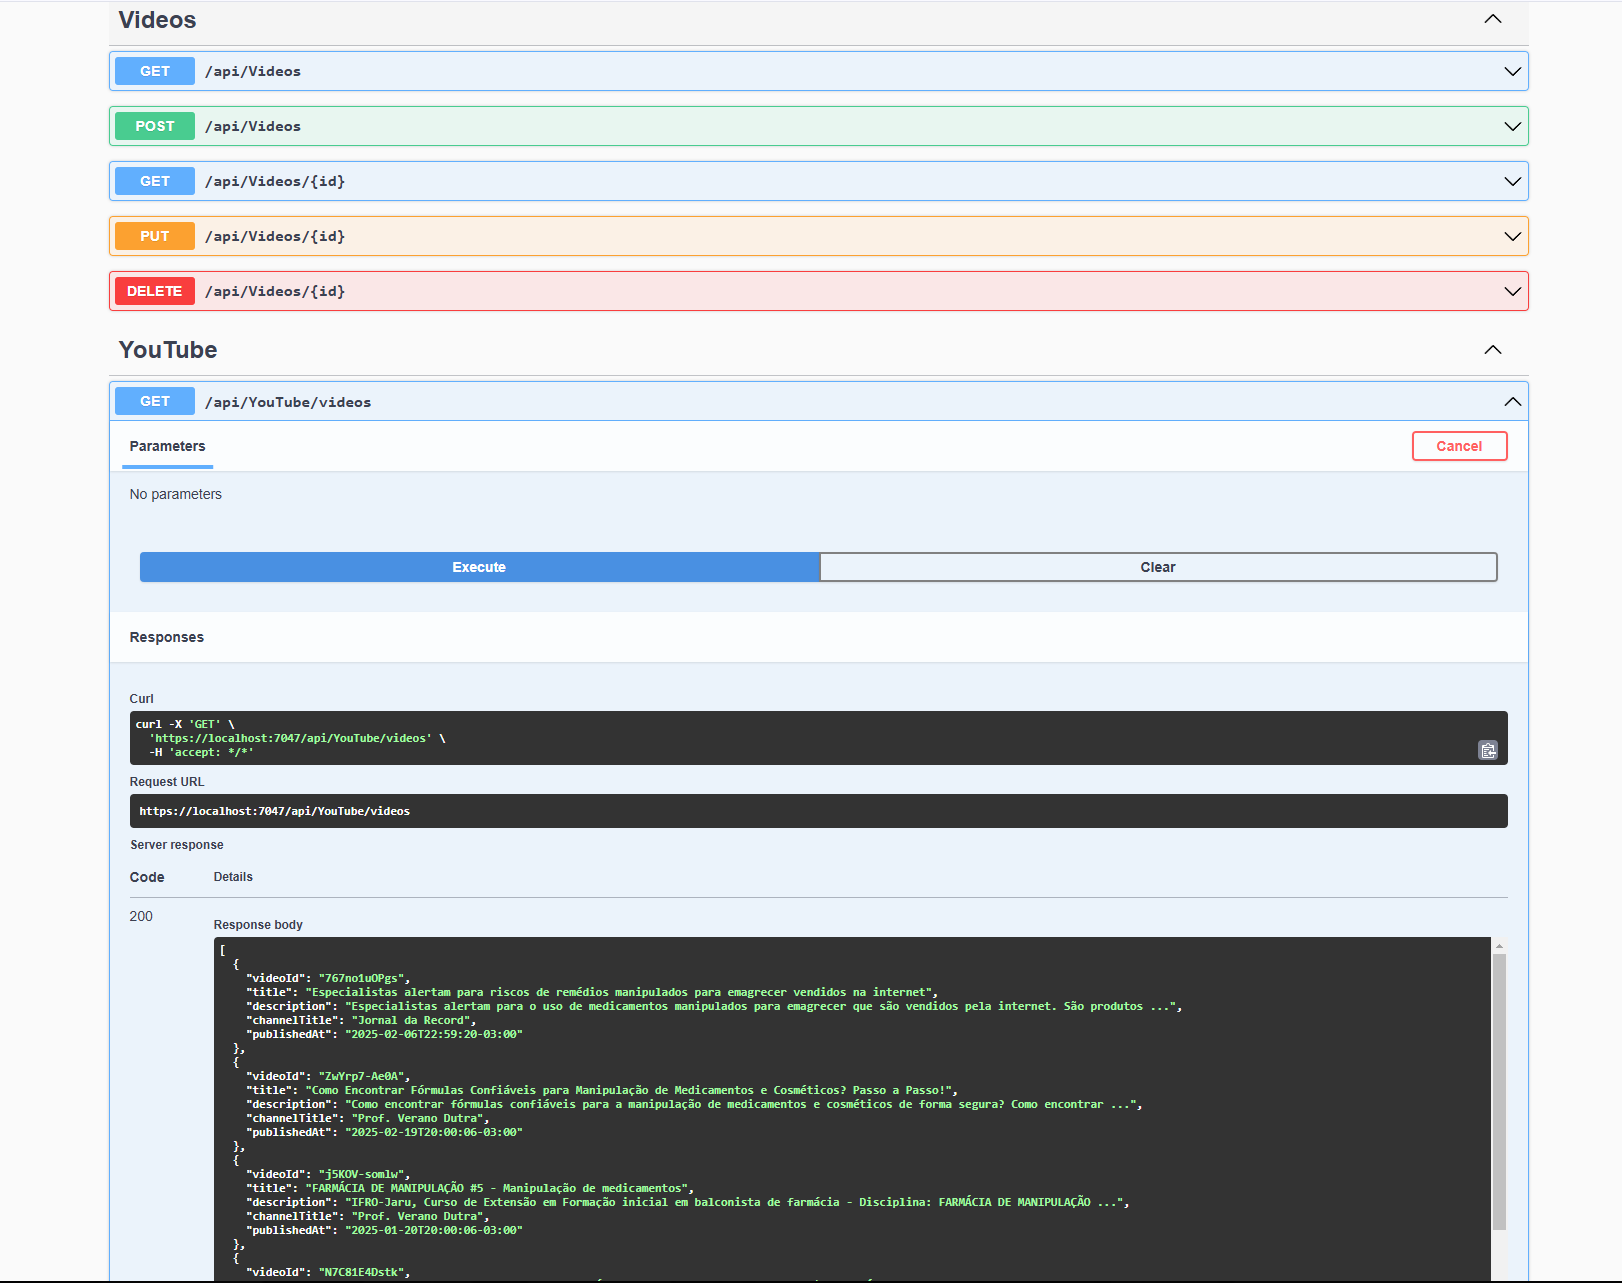 Videos
GET /api/Videos
POST /api/Videos
GET /api/Videos/{id}
PUT /api/Videos/{id}
DELETE /api/Videos/{id}
YouTube
GET /api/YouTube/videos
Parameters
Cancel
No parameters
Execute
Clear
Responses
Curl
curl -X 'GET' \
'https://localhost:7047/api/YouTube/videos' \
-H 'accept: */*'
Request URL
https://localhost:7047/api/YouTube/videos
Server response
Code Details
200
Response body
[
{
"videoId": "767no1uOPgs",
"title": "Especialistas alertam para riscos de remédios manipulados para emagrecer vendidos na internet",
"description": "Especialistas alertam para o uso de medicamentos manipulados para emagrecer que são vendidos pela internet. São produtos ...",
"channelTitle": "Jornal da Record",
"publishedAt": "2025-02-06T22:59:20-03:00"
},
{
"videoId": "ZwYrp7-Ae0A",
"title": "Como Encontrar Fórmulas Confiáveis para Manipulação de Medicamentos e Cosméticos? Passo a Passo!",
"description": "Como encontrar fórmulas confiáveis para a manipulação de medicamentos e cosméticos de forma segura? Como encontrar ...",
"channelTitle": "Prof. Verano Dutra",
"publishedAt": "2025-02-19T20:00:06-03:00"
},
{
"videoId": "j5KOV-somlw",
"title": "FARMÁCIA DE MANIPULAÇÃO #5 - Manipulação de medicamentos",
"description": "IFRO-Jaru, Curso de Extensão em Formação inicial em balconista de farmácia - Disciplina: FARMÁCIA DE MANIPULAÇÃO ...",
"channelTitle": "Prof. Verano Dutra",
"publishedAt": "2025-01-20T20:00:06-03:00"
},
{
"videoId": "N7C81E4Dstk",